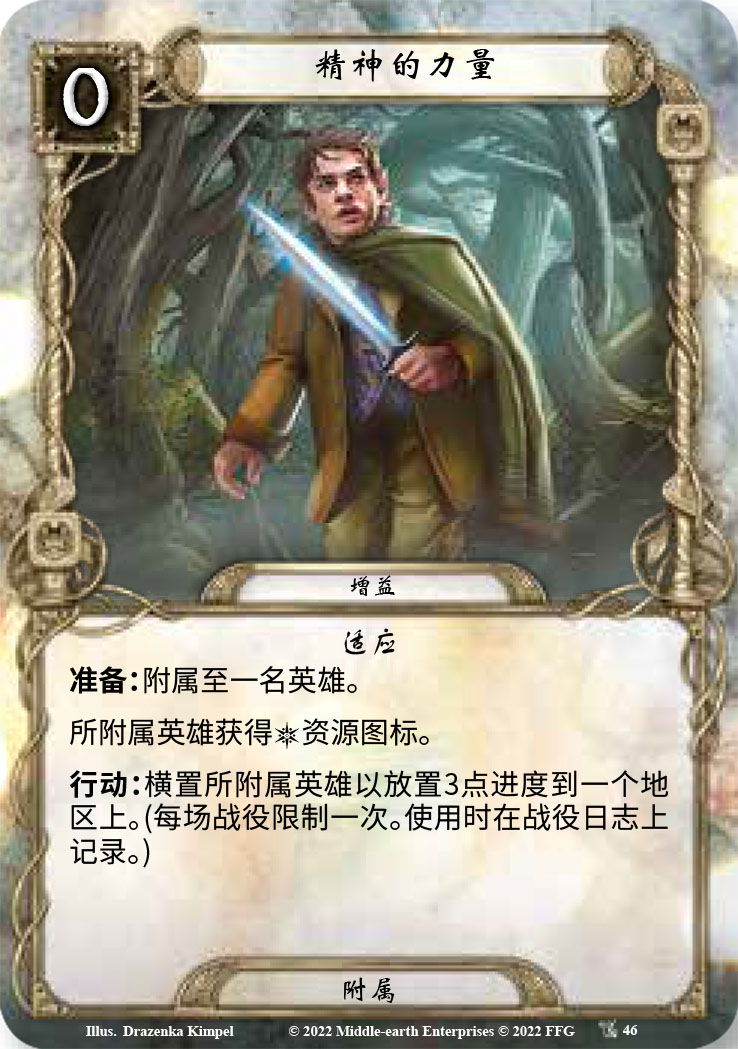 0
精神的力量
增益
适应
准备:附属至一名英雄。
所附属英雄获得资源图标。
行动:横置所附属英雄以放置3点进度到一个地
区上。(每场战役限制一次。使用时在战役日志上
记录。)
附属
Illus. Drazenka Kimpel © 2022 Middle-earth Enterprises © 2022 FFG 46